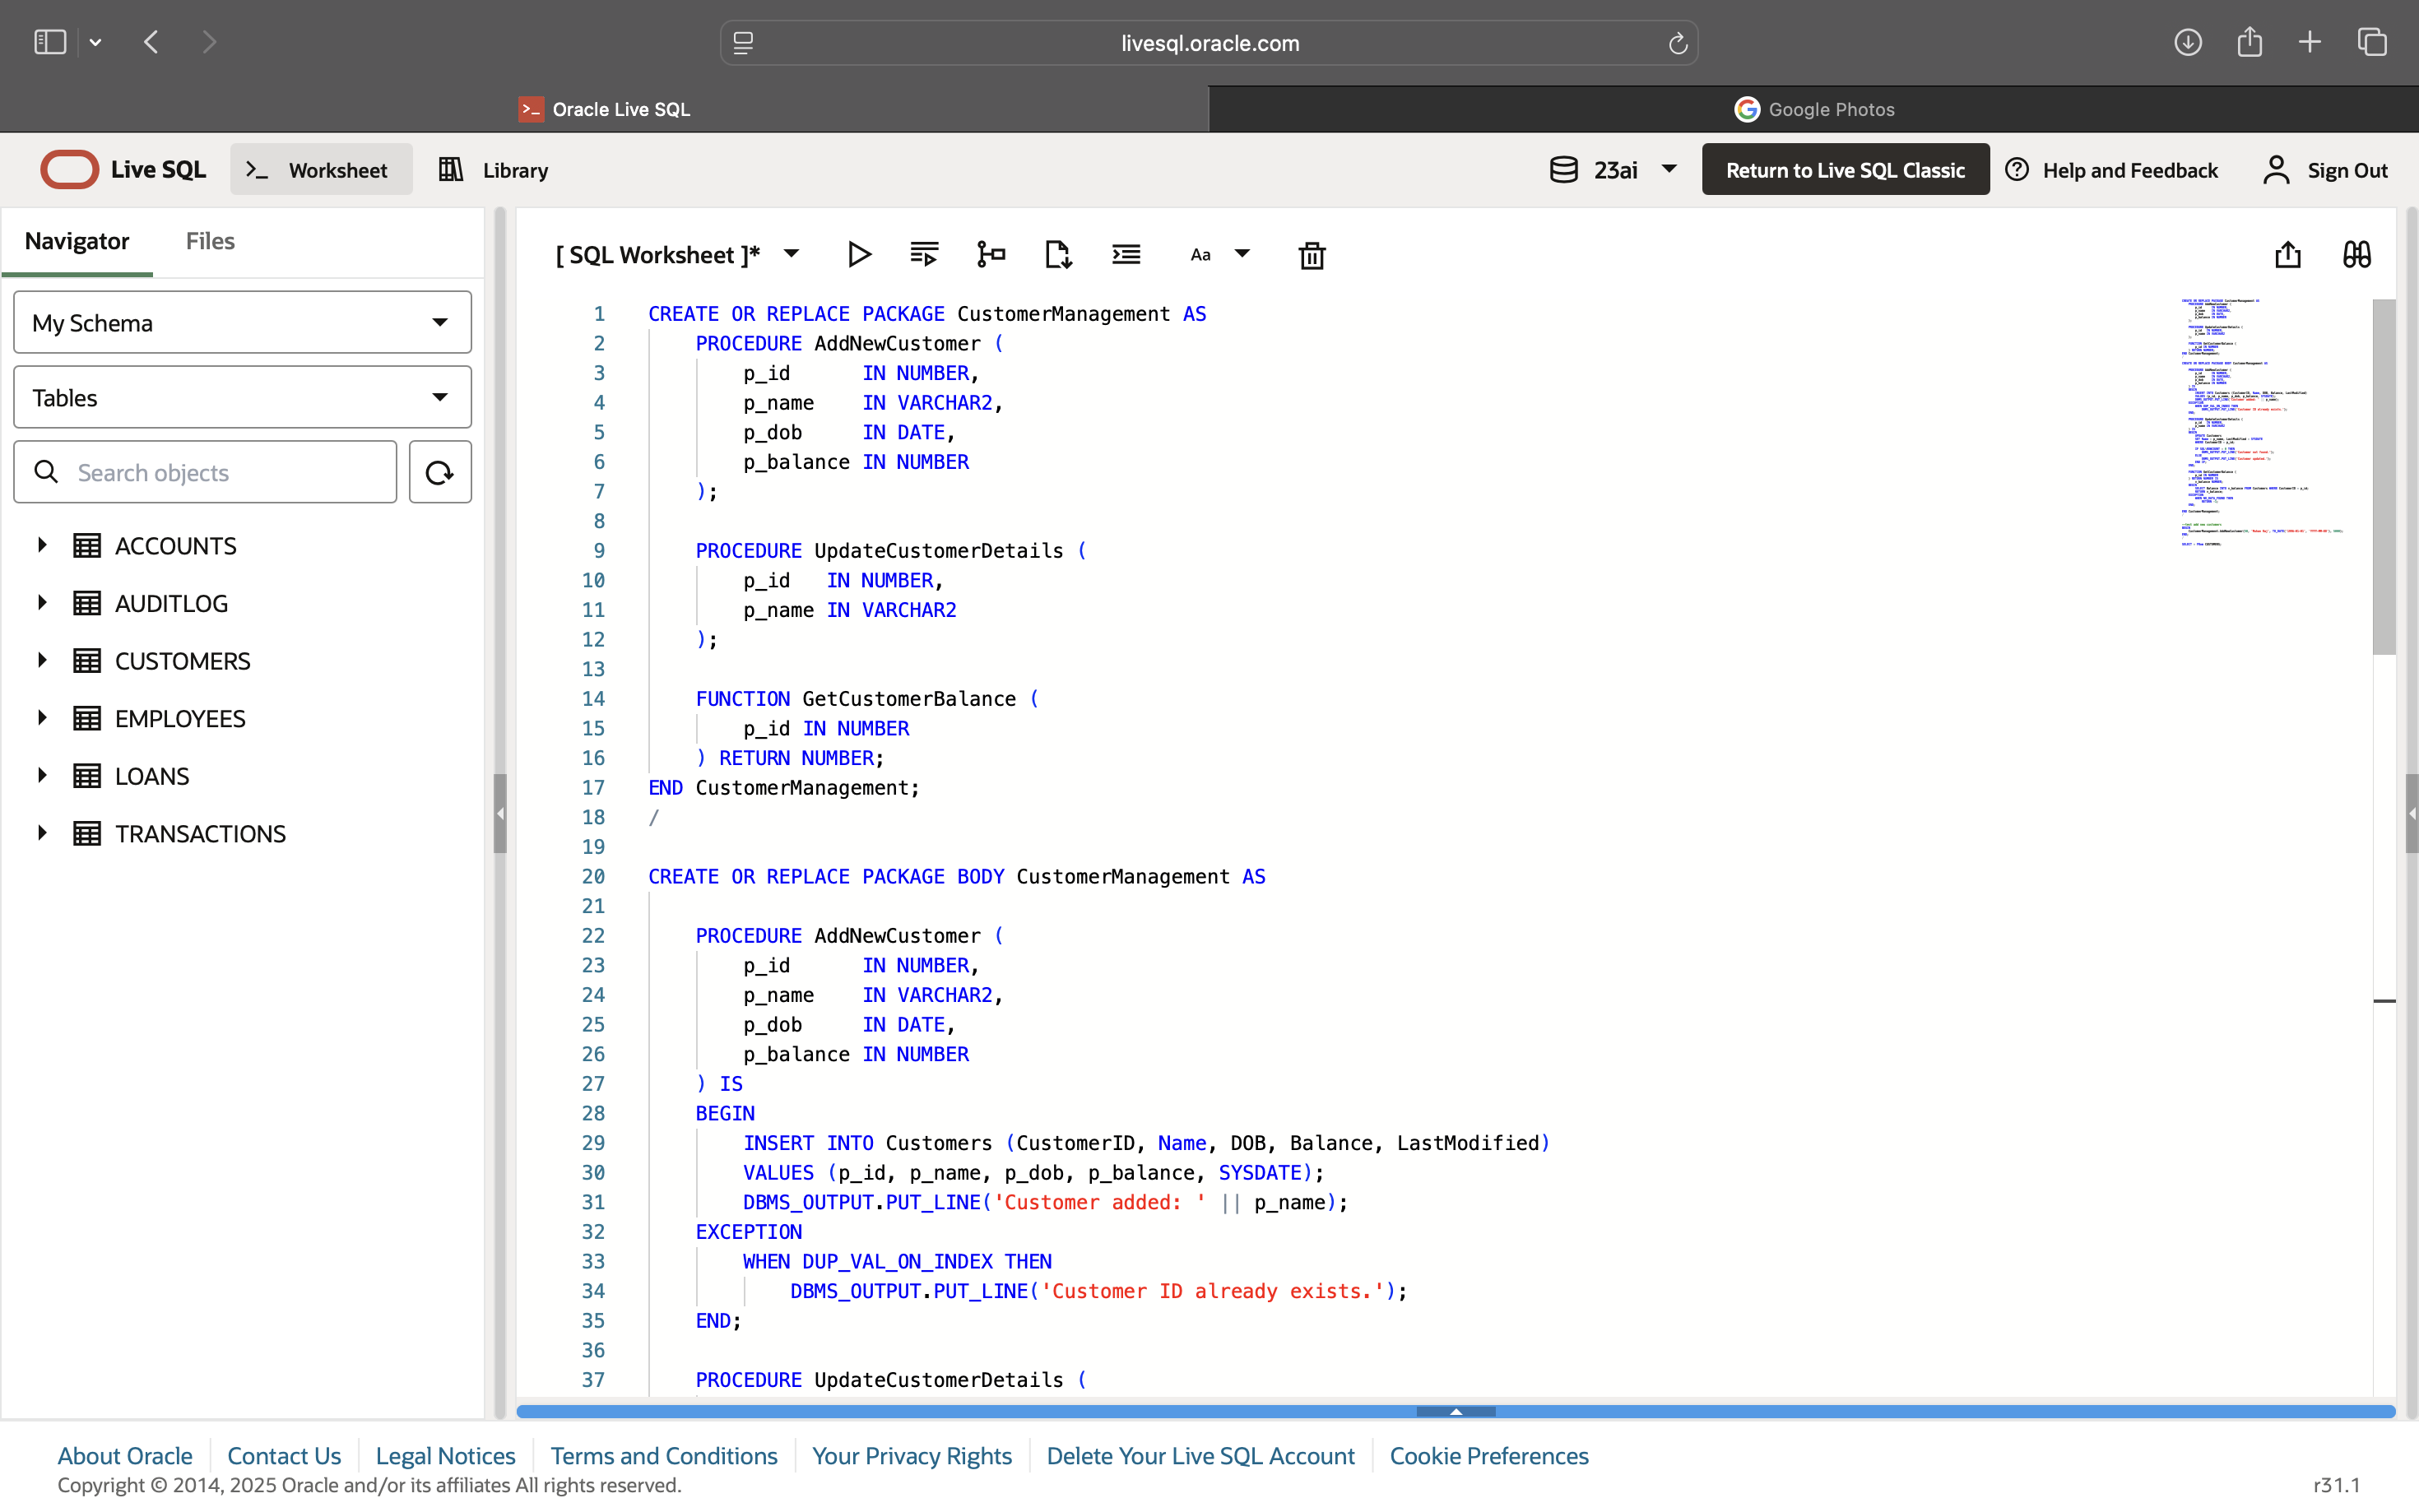 livesql.oracle.com
Oracle Live SQL
Google Photos
Live SQL
Worksheet
Library
23ai
Return to Live SQL Classic
Help and Feedback
Sign Out
Navigator
Files
My Schema
Tables
Search objects
ACCOUNTS
AUDITLOG
CUSTOMERS
EMPLOYEES
LOANS
TRANSACTIONS
[ SQL Worksheet ]*
Aa
1 CREATE OR REPLACE PACKAGE CustomerManagement AS
2     PROCEDURE AddNewCustomer (
3         p_id      IN NUMBER,
4         p_name    IN VARCHAR2,
5         p_dob     IN DATE,
6         p_balance IN NUMBER
7     );
8
9     PROCEDURE UpdateCustomerDetails (
10         p_id   IN NUMBER,
11         p_name IN VARCHAR2
12     );
13
14     FUNCTION GetCustomerBalance (
15         p_id IN NUMBER
16     ) RETURN NUMBER;
17 END CustomerManagement;
18 /
19
20 CREATE OR REPLACE PACKAGE BODY CustomerManagement AS
21
22     PROCEDURE AddNewCustomer (
23         p_id      IN NUMBER,
24         p_name    IN VARCHAR2,
25         p_dob     IN DATE,
26         p_balance IN NUMBER
27     ) IS
28     BEGIN
29         INSERT INTO Customers (CustomerID, Name, DOB, Balance, LastModified)
30         VALUES (p_id, p_name, p_dob, p_balance, SYSDATE);
31         DBMS_OUTPUT.PUT_LINE('Customer added: ' || p_name);
32     EXCEPTION
33         WHEN DUP_VAL_ON_INDEX THEN
34             DBMS_OUTPUT.PUT_LINE('Customer ID already exists.');
35     END;
36
37     PROCEDURE UpdateCustomerDetails (
About Oracle
Contact Us
Legal Notices
Terms and Conditions
Your Privacy Rights
Delete Your Live SQL Account
Cookie Preferences
Copyright © 2014, 2025 Oracle and/or its affiliates All rights reserved.
r31.1